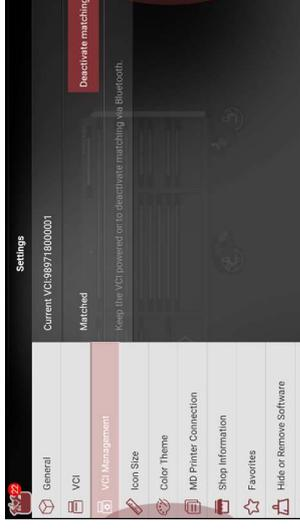 22
Settings
General
VCI
VCI Management
Icon Size
Color Theme
MD Printer Connection
Shop Information
Favorites
Hide or Remove Software
Current VCI:989718000001
Matched
Deactivate matching
Keep the VCI powered on to deactivate matching via Bluetooth.